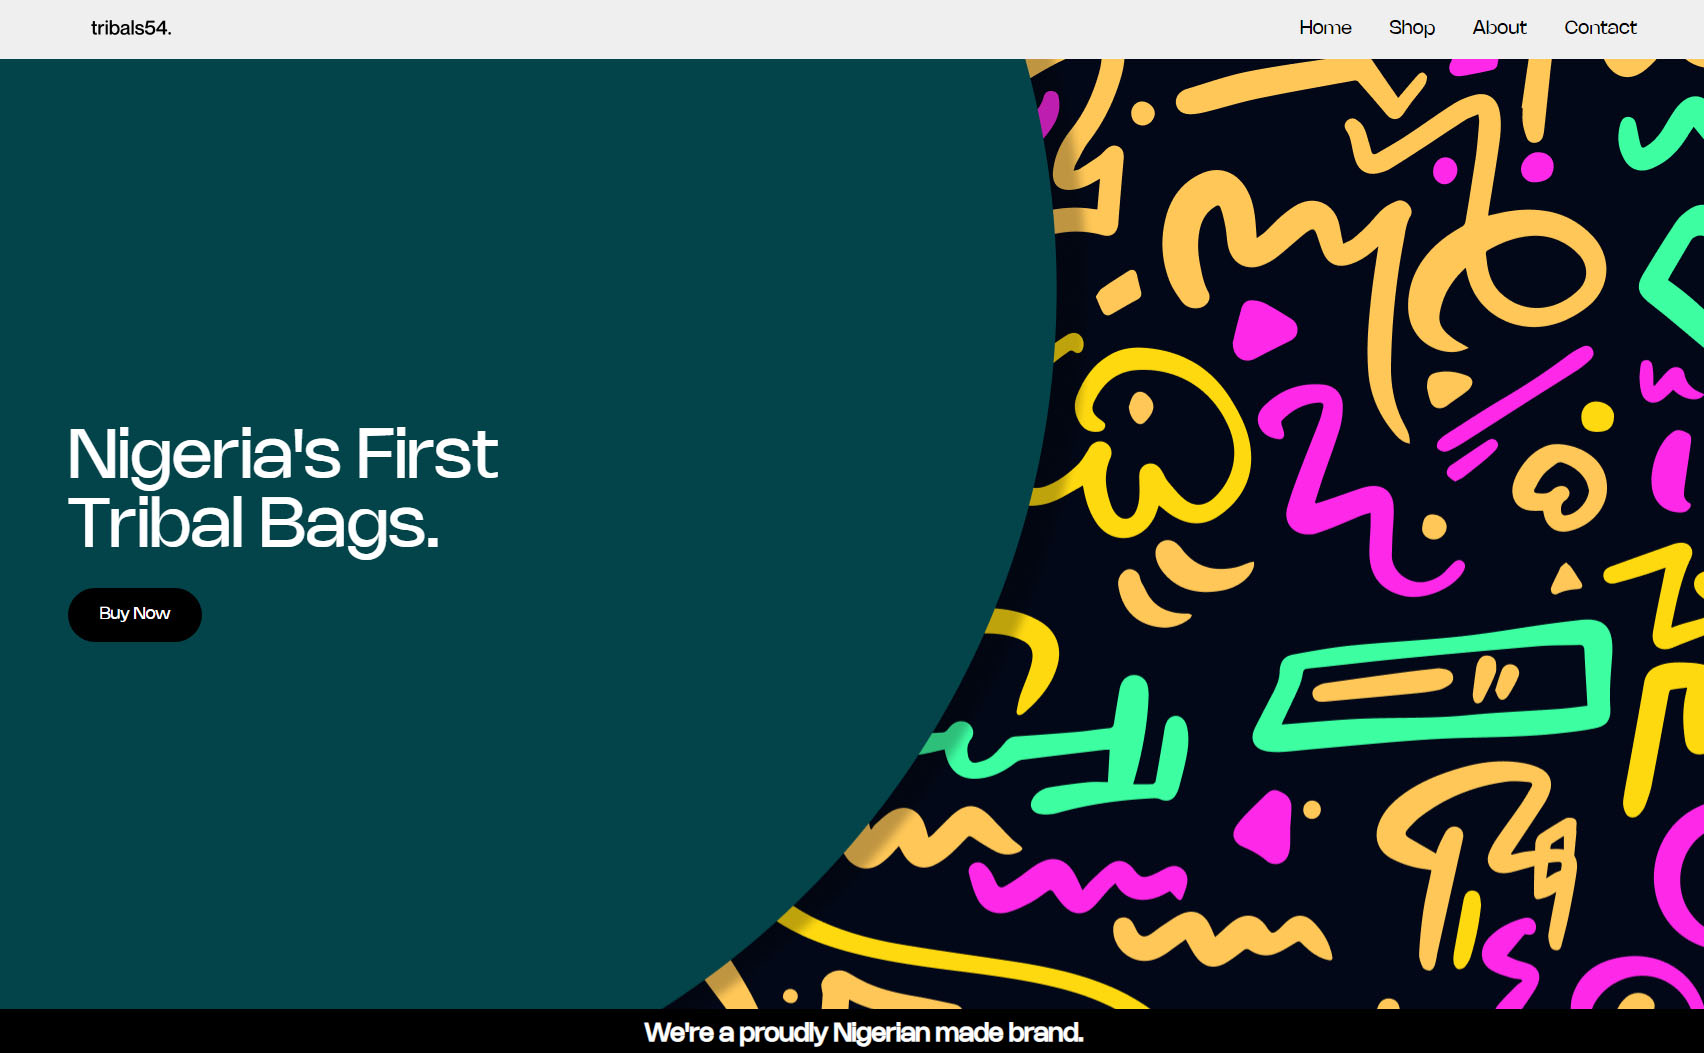 tribals54.
Home Shop About Contact
Nigeria's First
Tribal Bags.
Buy Now
We're a proudly Nigerian made brand.